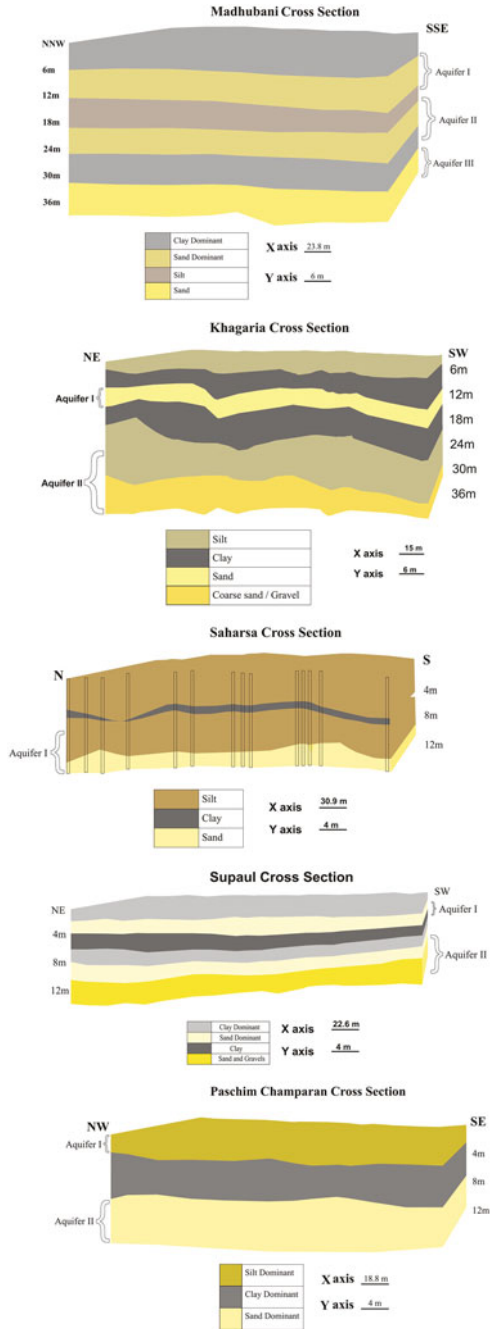 Madhubani Cross Section
NNW
SSE
6m
12m
18m
24m
30m
36m
Aquifer I
Aquifer II
Aquifer III
Clay Dominant
Sand Dominant
Silt
Sand
X axis 23.8 m
Y axis 6 m
Khagaria Cross Section
NE
SW
6m
12m
18m
24m
30m
36m
Aquifer I
Aquifer II
Silt
Clay
Sand
Coarse sand / Gravel
X axis 15 m
Y axis 6 m
Saharsa Cross Section
N
S
4m
8m
12m
Aquifer I
Silt
Clay
Sand
X axis 30.9 m
Y axis 4 m
Supaul Cross Section
NE
SW
4m
8m
12m
Aquifer I
Aquifer II
Clay Dominant
Sand Dominant
Clay
Sand and Gravels
X axis 22.6 m
Y axis 4 m
Paschim Champaran Cross Section
NW
SE
Aquifer I
Aquifer II
4m
8m
12m
Silt Dominant
Clay Dominant
Sand Dominant
X axis 18.8 m
Y axis 4 m